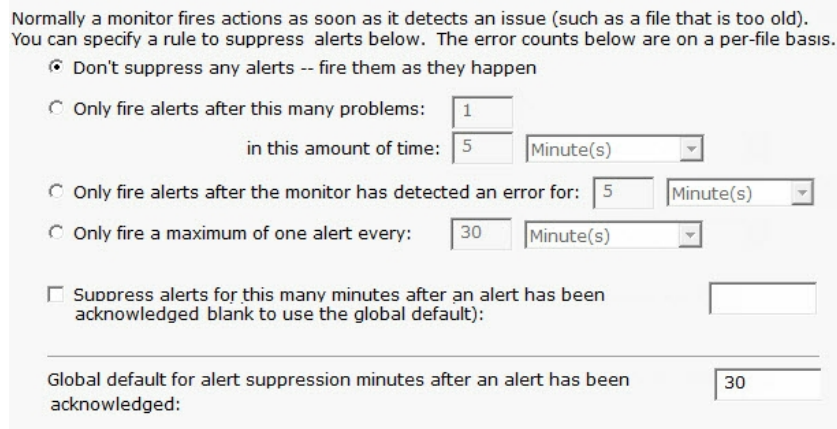 Normally a monitor fires actions as soon as it detects an issue (such as a file that is too old).
You can specify a rule to suppress alerts below. The error counts below are on a per-file basis.
Don't suppress any alerts -- fire them as they happen
Only fire alerts after this many problems: 1
in this amount of time: 5 Minute(s)
Only fire alerts after the monitor has detected an error for: 5 Minute(s)
Only fire a maximum of one alert every: 30 Minute(s)
Suppress alerts for this many minutes after an alert has been
acknowledged blank to use the global default):
Global default for alert suppression minutes after an alert has been 30
acknowledged: